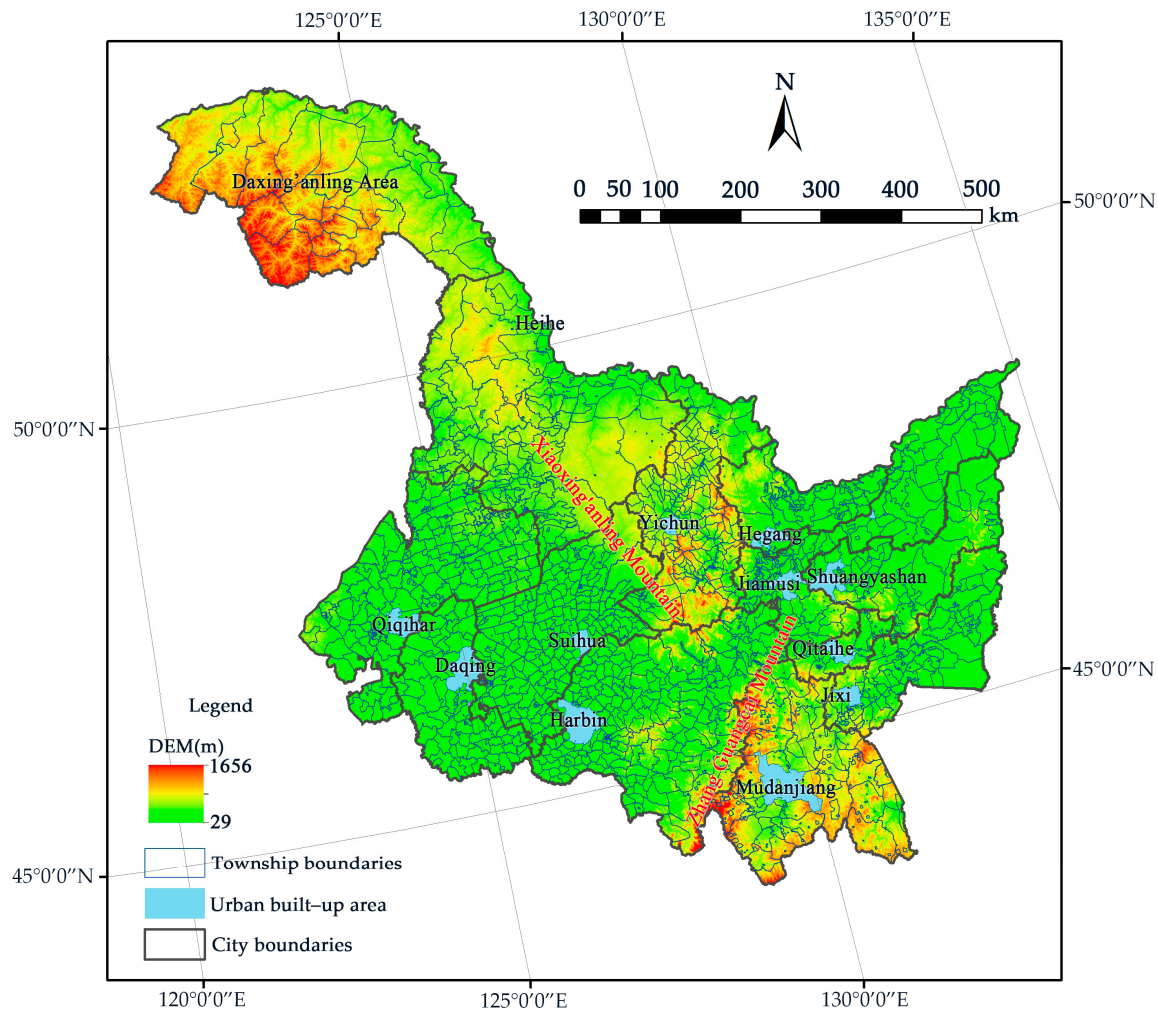 125°0'0"E 130°0'0"E 135°0'0"E
N
0 50 100 200 300 400 500
km
Daxing'anling Area
50°0'0"N
Heihe
50°0'0"N
Xiaoxing'anling Mountain
Yichun
Hegang
Jiamusi
Shuangyashan
Qiqihar
Suihua
Zhang Guangcai Mountain
Qitaihe
Daqing
45°0'0"N
Jixi
Harbin
Mudanjiang
Legend
DEM(m)
1656
29
Township boundaries
45°0'0"N
Urban built–up area
City boundaries
120°0'0"E 125°0'0"E 130°0'0"E